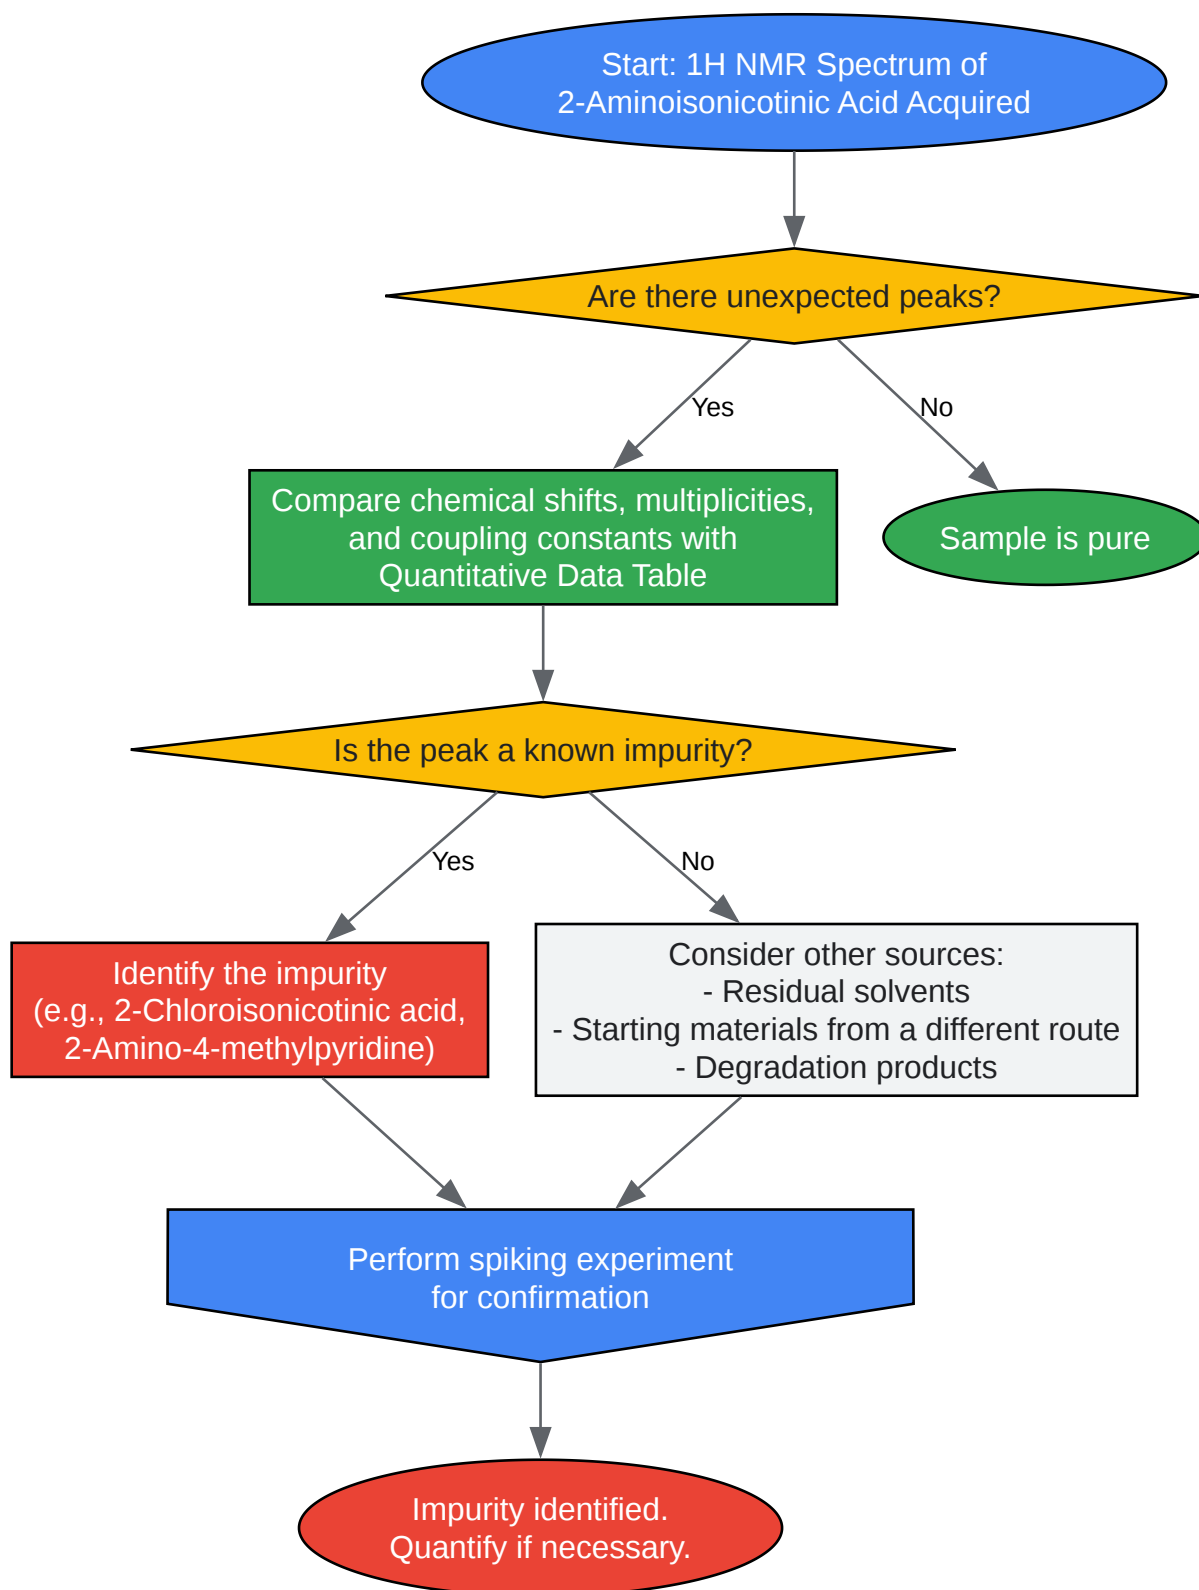 Start: 1H NMR Spectrum of
2-Aminoisonicotinic Acid Acquired
Are there unexpected peaks?
Yes
No
Compare chemical shifts, multiplicities,
and coupling constants with
Quantitative Data Table
Sample is pure
Is the peak a known impurity?
Yes
No
Identify the impurity
(e.g., 2-Chloroisonicotinic acid,
2-Amino-4-methylpyridine)
Consider other sources:
- Residual solvents
- Starting materials from a different route
- Degradation products
Perform spiking experiment
for confirmation
Impurity identified.
Quantify if necessary.